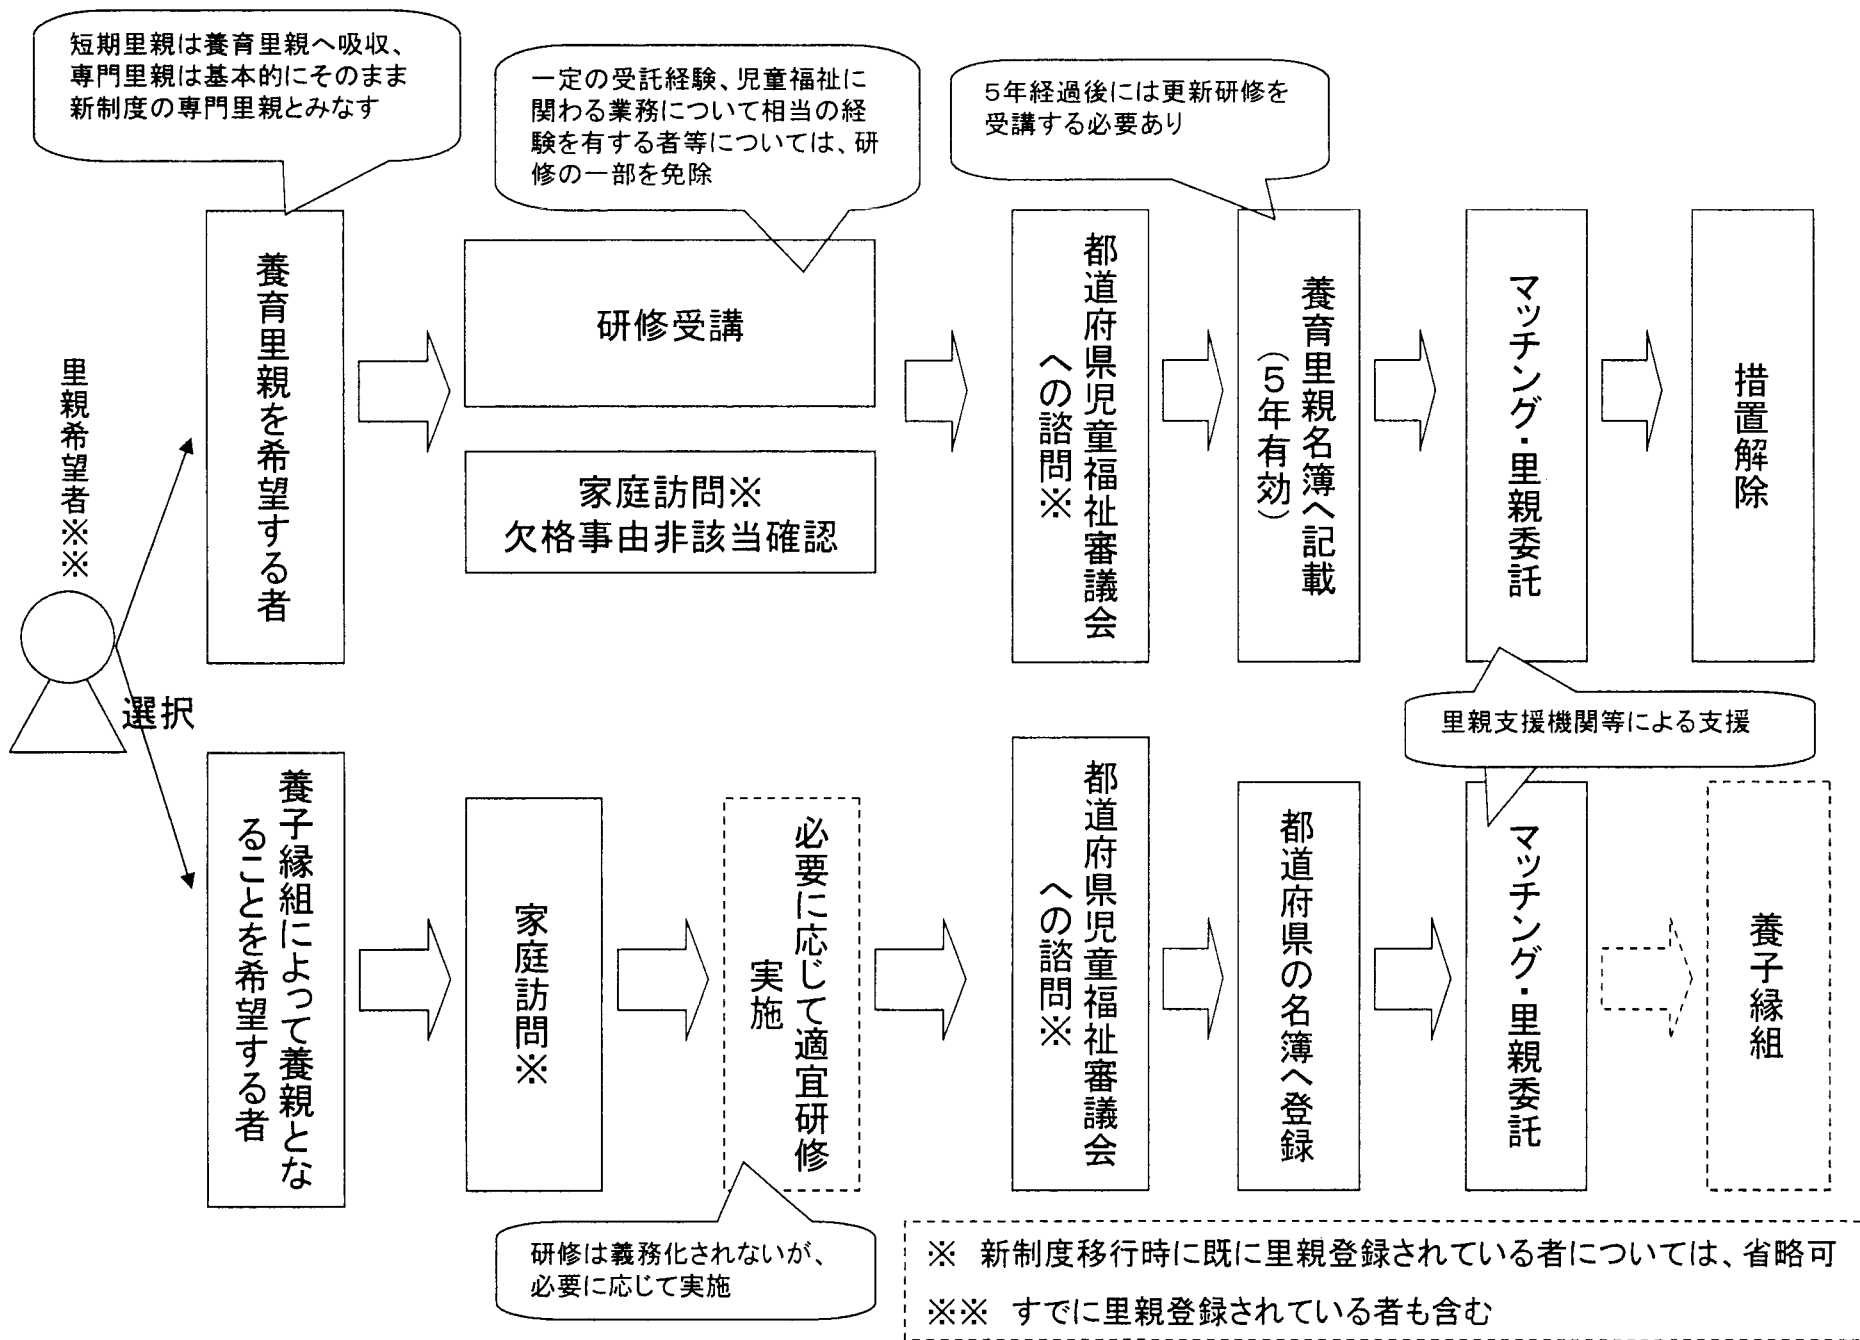 短期里親は養育里親へ吸収、
専門里親は基本的にそのまま
新制度の専門里親とみなす
一定の受託経験、児童福祉に
関わる業務について相当の経
験を有する者等については、研
修の一部を免除
5年経過後には更新研修を
受講する必要あり
里親希望者※※
選択
養育里親を希望する者
研修受講
家庭訪問※
欠格事由非該当確認
都道府県児童福祉審議会
への諮問※
養育里親名簿へ記載
(5年有効)
マッチング・里親委託
措置解除
里親支援機関等による支援
養子縁組によって養親とな
ることを希望する者
家庭訪問※
必要に応じて適宜研修
実施
都道府県児童福祉審議会
への諮問※
都道府県の名簿へ登録
マッチング・里親委託
養子縁組
研修は義務化されないが、
必要に応じて実施
※ 新制度移行時に既に里親登録されている者については、省略可
※※ すでに里親登録されている者も含む